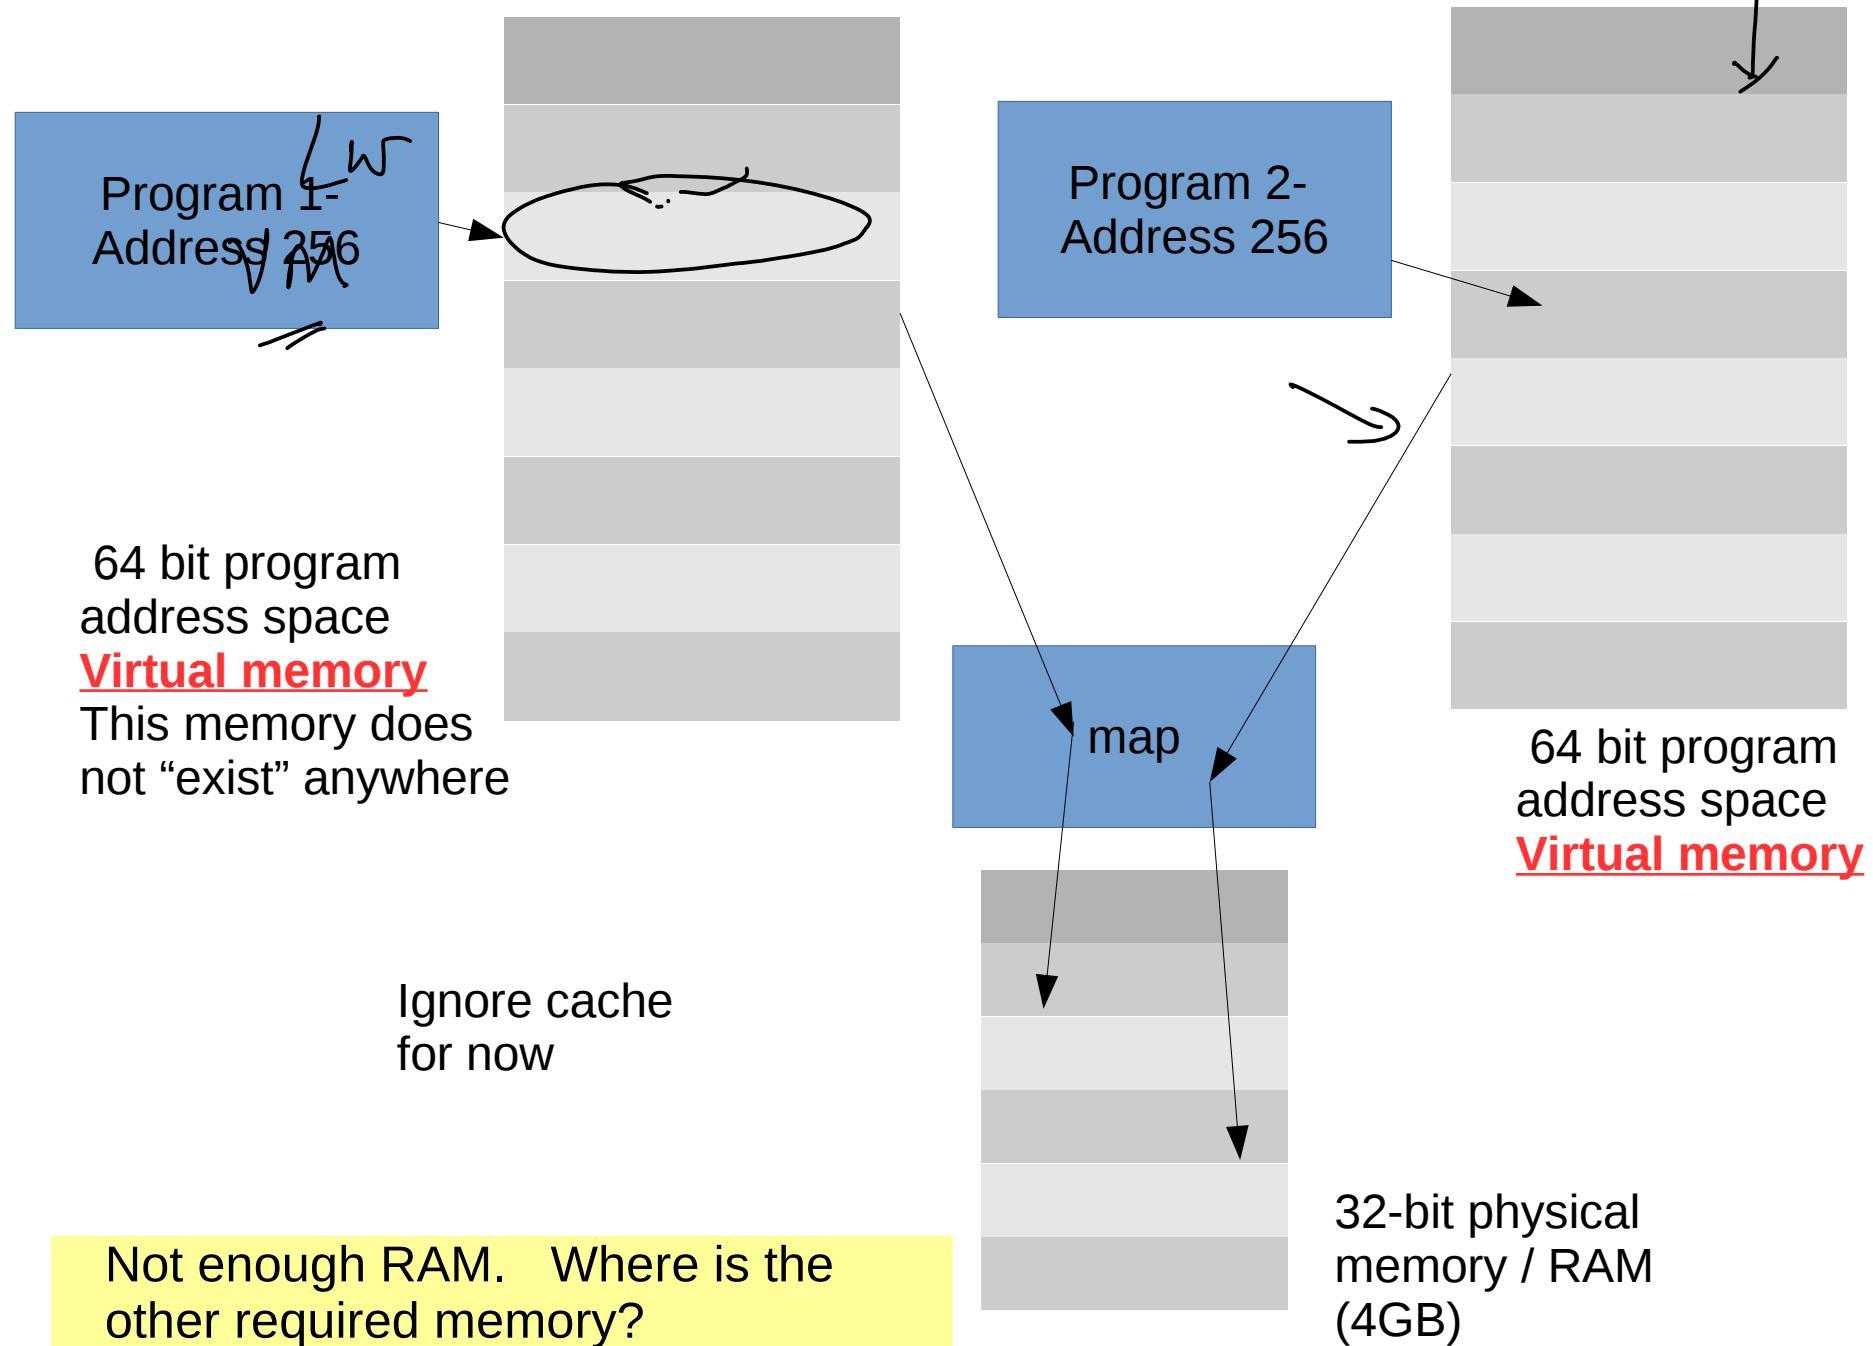 Program 1-
Address 256
Lw
VM
Program 2-
Address 256
64 bit program
address space
Virtual memory
This memory does
not “exist” anywhere
map
64 bit program
address space
Virtual memory
Ignore cache
for now
32-bit physical
memory / RAM
(4GB)
Not enough RAM. Where is the
other required memory?